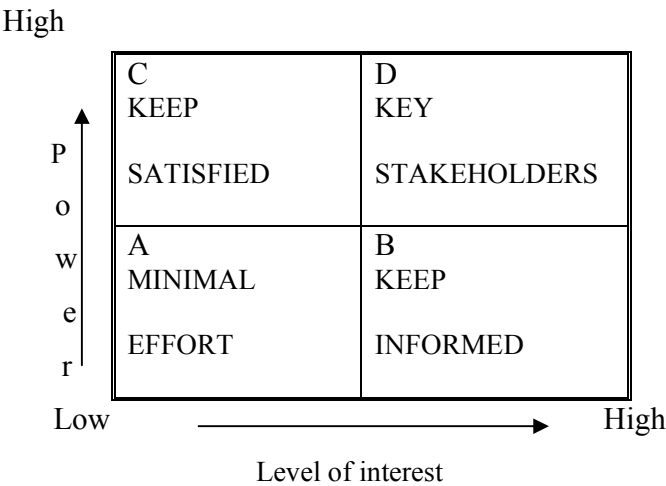 High
C
KEEP
SATISFIED
D
KEY
STAKEHOLDERS
P
o
w
e
r
A
MINIMAL
EFFORT
B
KEEP
INFORMED
Low
High
Level of interest